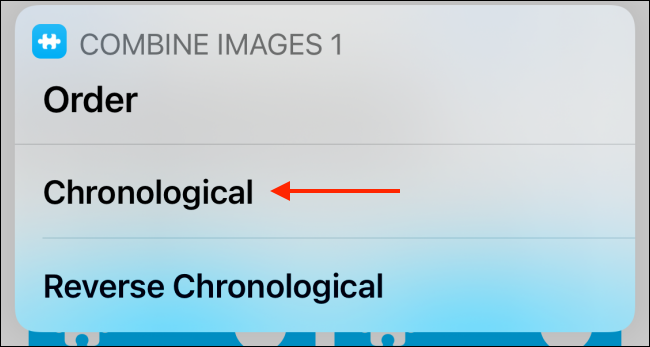 COMBINE IMAGES 1
Order
Chronological
Reverse Chronological